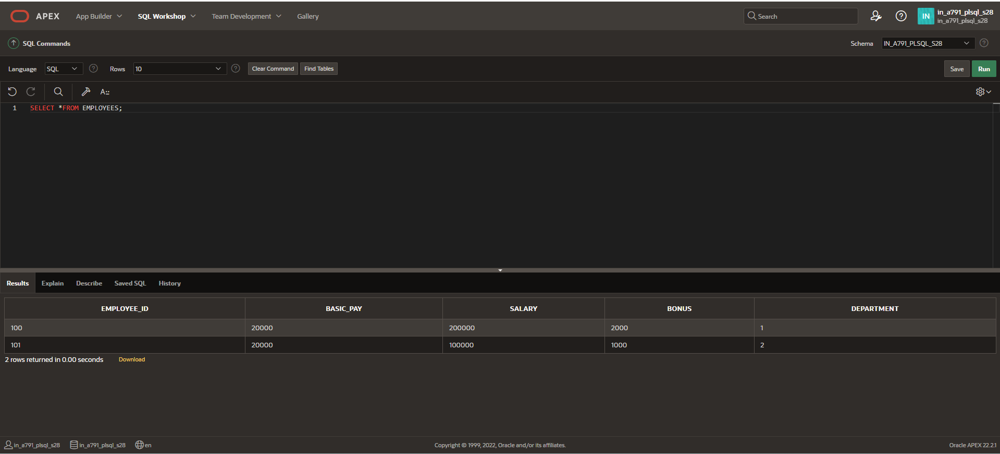 APEX App Builder SQL Workshop Team Development Gallery Search IN in_a791_plsql_s28
in_a791_plsql_s28
SQL Commands Schema IN_A791_PLSQL_S28
Language SQL Rows 10 Clear Command Find Tables Save Run
A::
1 SELECT *FROM EMPLOYEES;
Results Explain Describe Saved SQL History
EMPLOYEE_ID BASIC_PAY SALARY BONUS DEPARTMENT
100 20000 200000 2000 1
101 20000 100000 1000 2
2 rows returned in 0.00 seconds Download
in_a791_plsql_s28 in_a791_plsql_s28 en Copyright © 1999, 2022, Oracle and/or its affiliates. Oracle APEX 22.2.1